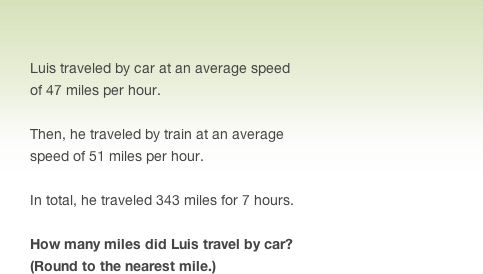 Luis traveled by car at an average speed
of 47 miles per hour.
Then, he traveled by train at an average
speed of 51 miles per hour.
In total, he traveled 343 miles for 7 hours.
How many miles did Luis travel by car?
(Round to the nearest mile.)